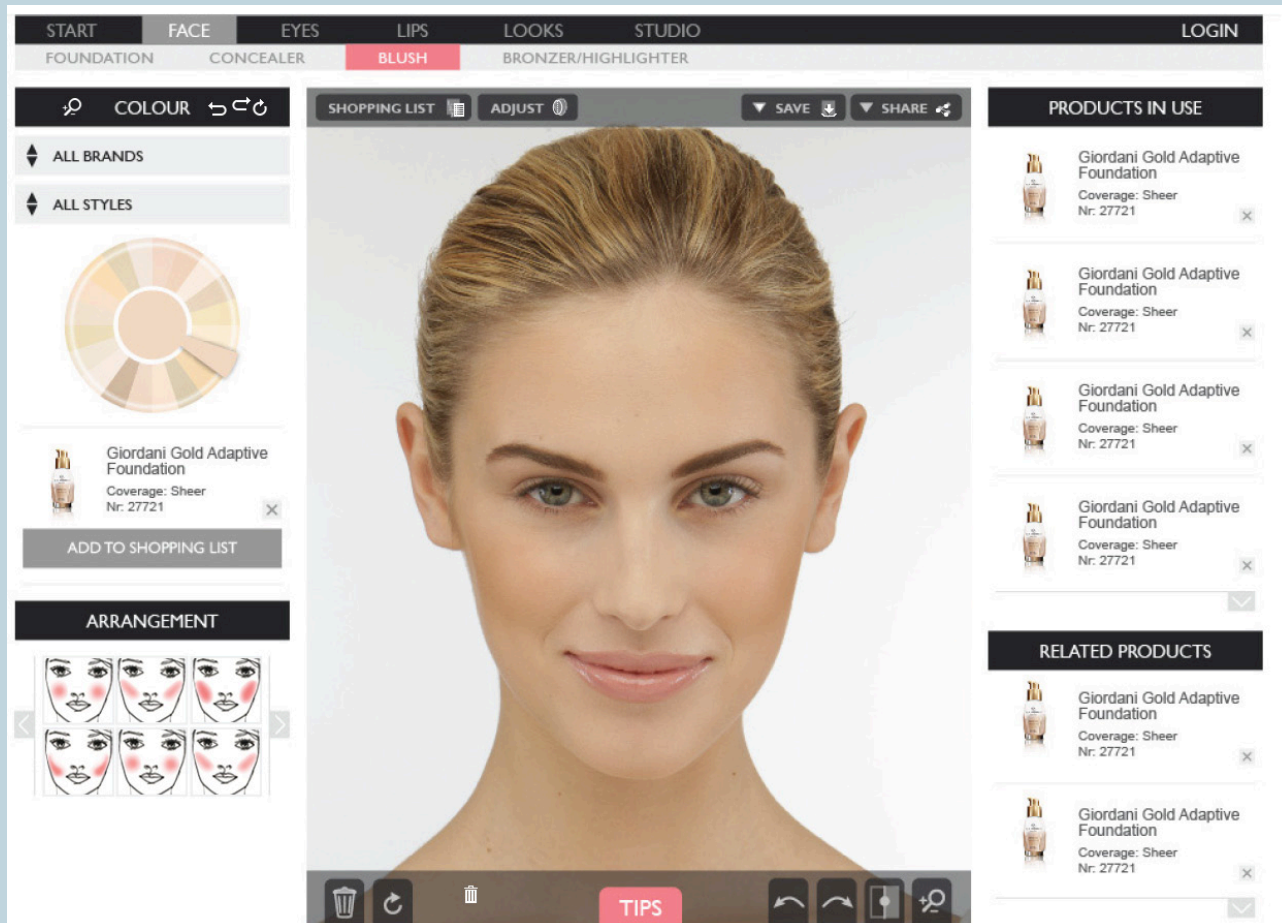 START FACE EYES LIPS LOOKS STUDIO LOGIN
FOUNDATION CONCEALER BLUSH BRONZER/HIGHLIGHTER
COLOUR
ALL BRANDS
ALL STYLES
Giordani Gold Adaptive
Foundation
Coverage: Sheer
Nr: 27721
ADD TO SHOPPING LIST
ARRANGEMENT
SHOPPING LIST ADJUST SAVE SHARE
TIPS
PRODUCTS IN USE
Giordani Gold Adaptive
Foundation
Coverage: Sheer
Nr: 27721
Giordani Gold Adaptive
Foundation
Coverage: Sheer
Nr: 27721
Giordani Gold Adaptive
Foundation
Coverage: Sheer
Nr: 27721
Giordani Gold Adaptive
Foundation
Coverage: Sheer
Nr: 27721
RELATED PRODUCTS
Giordani Gold Adaptive
Foundation
Coverage: Sheer
Nr: 27721
Giordani Gold Adaptive
Foundation
Coverage: Sheer
Nr: 27721